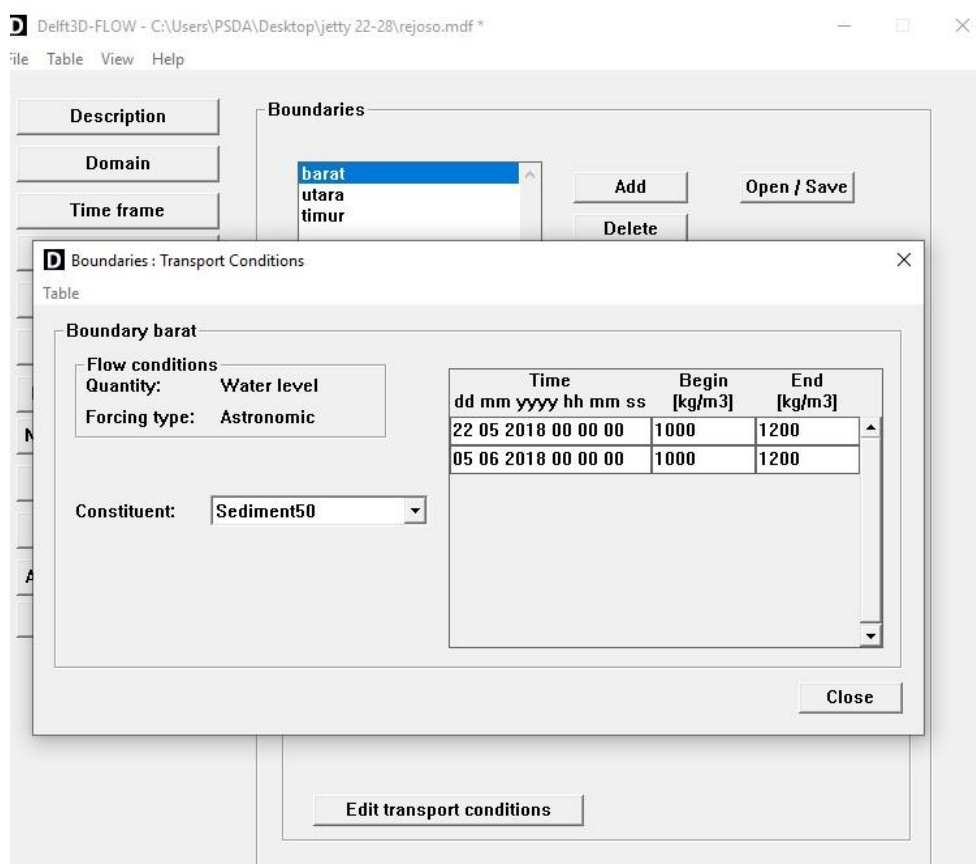 D Delft3D-FLOW - C:\Users\PSDA\Desktop\jetty 22-28\rejoso.mdf *
File Table View Help
Description
Domain
Time frame
Boundaries
barat
utara
timur
Add
Open / Save
Delete
D Boundaries : Transport Conditions
Table
Boundary barat
Flow conditions
Quantity: Water level
Forcing type: Astronomic
Constituent: Sediment50
Time Begin End
dd mm yyyy hh mm ss [kg/m3] [kg/m3]
22 05 2018 00 00 00 1000 1200
05 06 2018 00 00 00 1000 1200
Close
Edit transport conditions